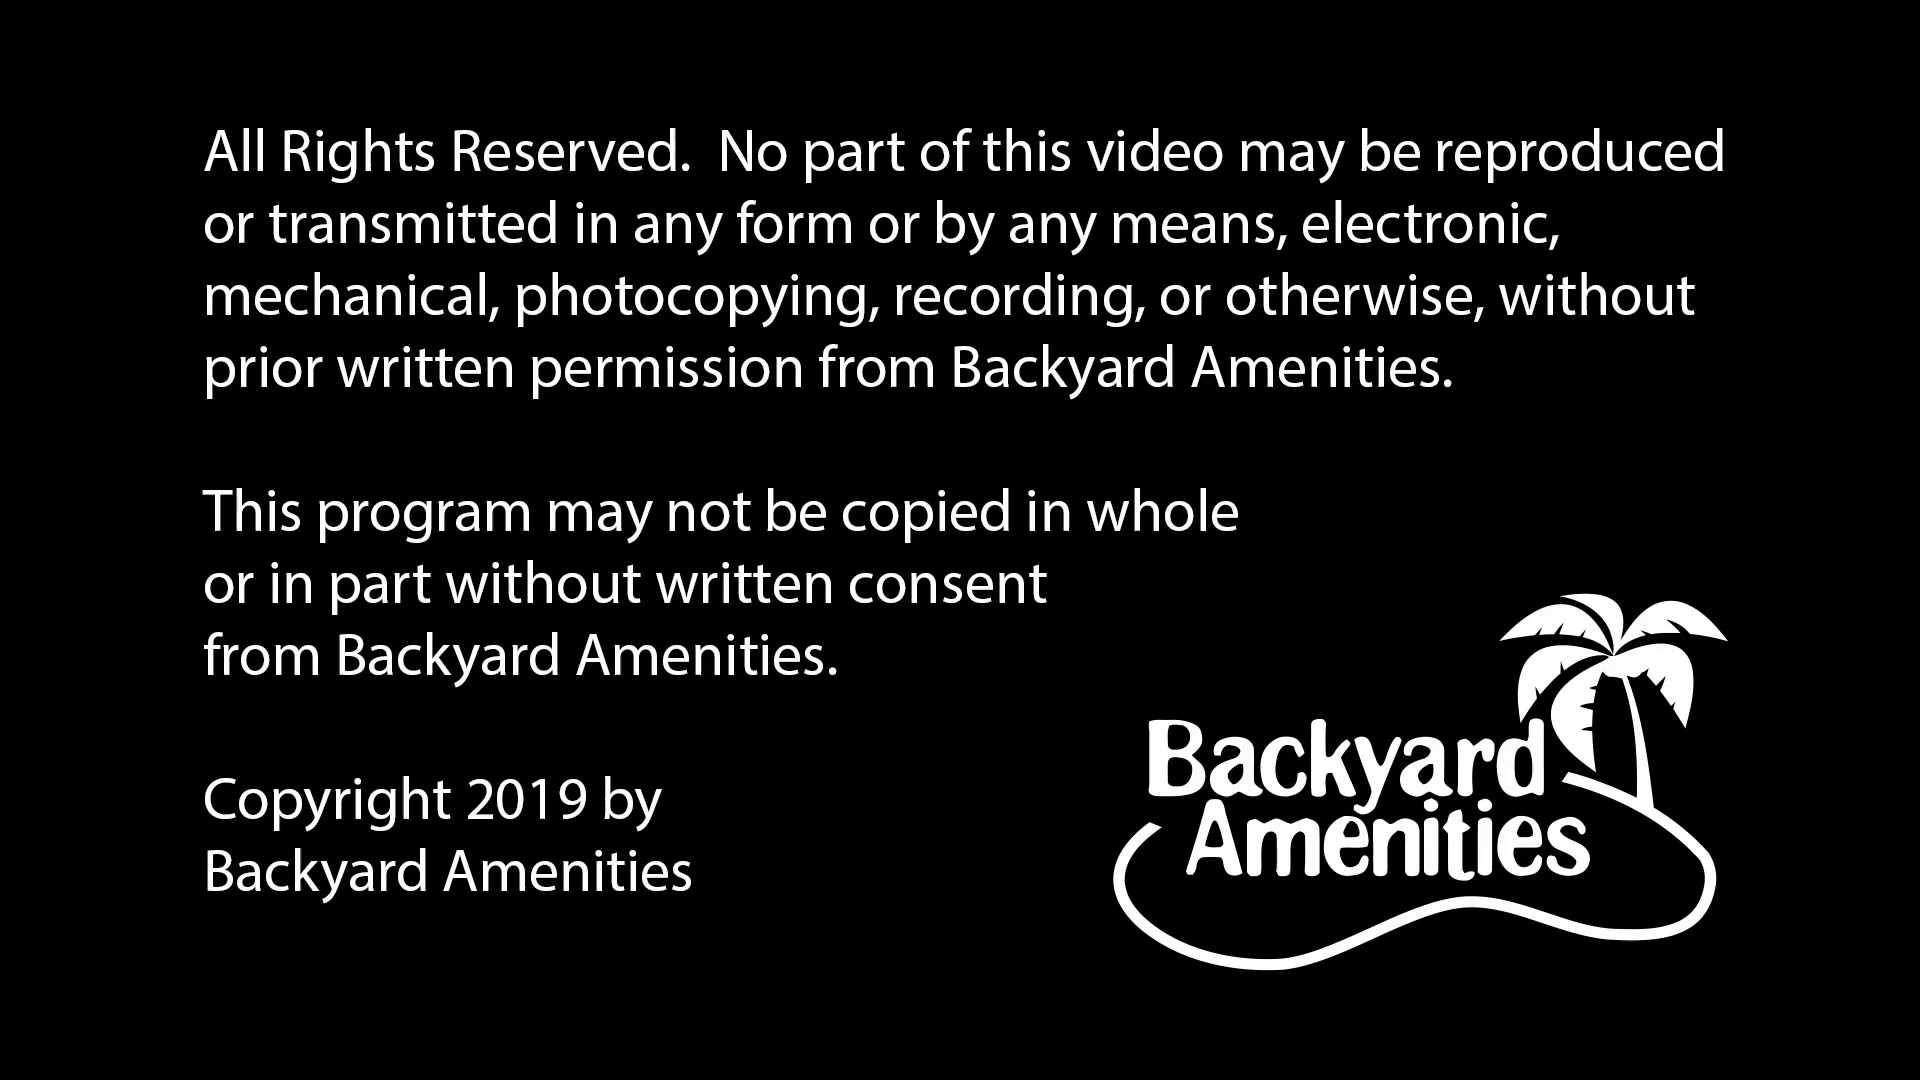 All Rights Reserved.  No part of this video may be reproduced
or transmitted in any form or by any means, electronic,
mechanical, photocopying, recording, or otherwise, without
prior written permission from Backyard Amenities.
This program may not be copied in whole
or in part without written consent
from Backyard Amenities.
Copyright 2019 by
Backyard Amenities
Backyard
Amenities